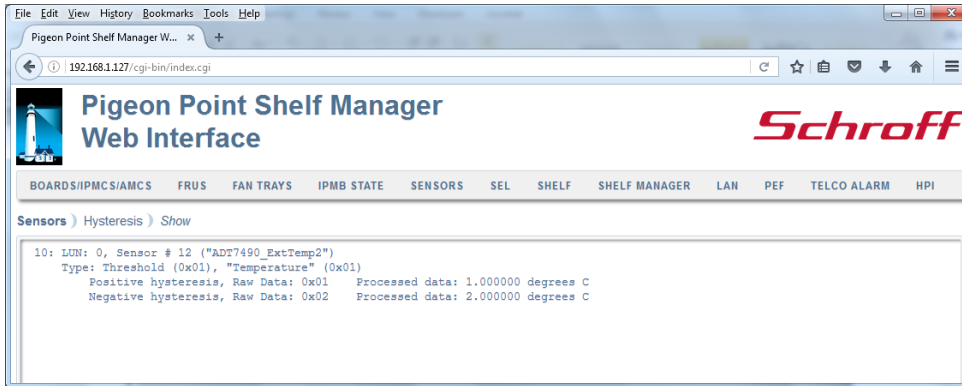 File Edit View History Bookmarks Tools Help
Pigeon Point Shelf Manager W... × +
192.168.1.127/cgi-bin/index.cgi
Pigeon Point Shelf Manager
Web Interface
Schroff
BOARDS/IPMCS/AMCS FRUS FAN TRAYS IPMB STATE SENSORS SEL SHELF SHELF MANAGER LAN PEF TELCO ALARM HPI
Sensors ) Hysteresis ) Show
10: LUN: 0, Sensor # 12 ("ADT7490_ExtTemp2")
Type: Threshold (0x01), "Temperature" (0x01)
Positive hysteresis, Raw Data: 0x01 Processed data: 1.000000 degrees C
Negative hysteresis, Raw Data: 0x02 Processed data: 2.000000 degrees C